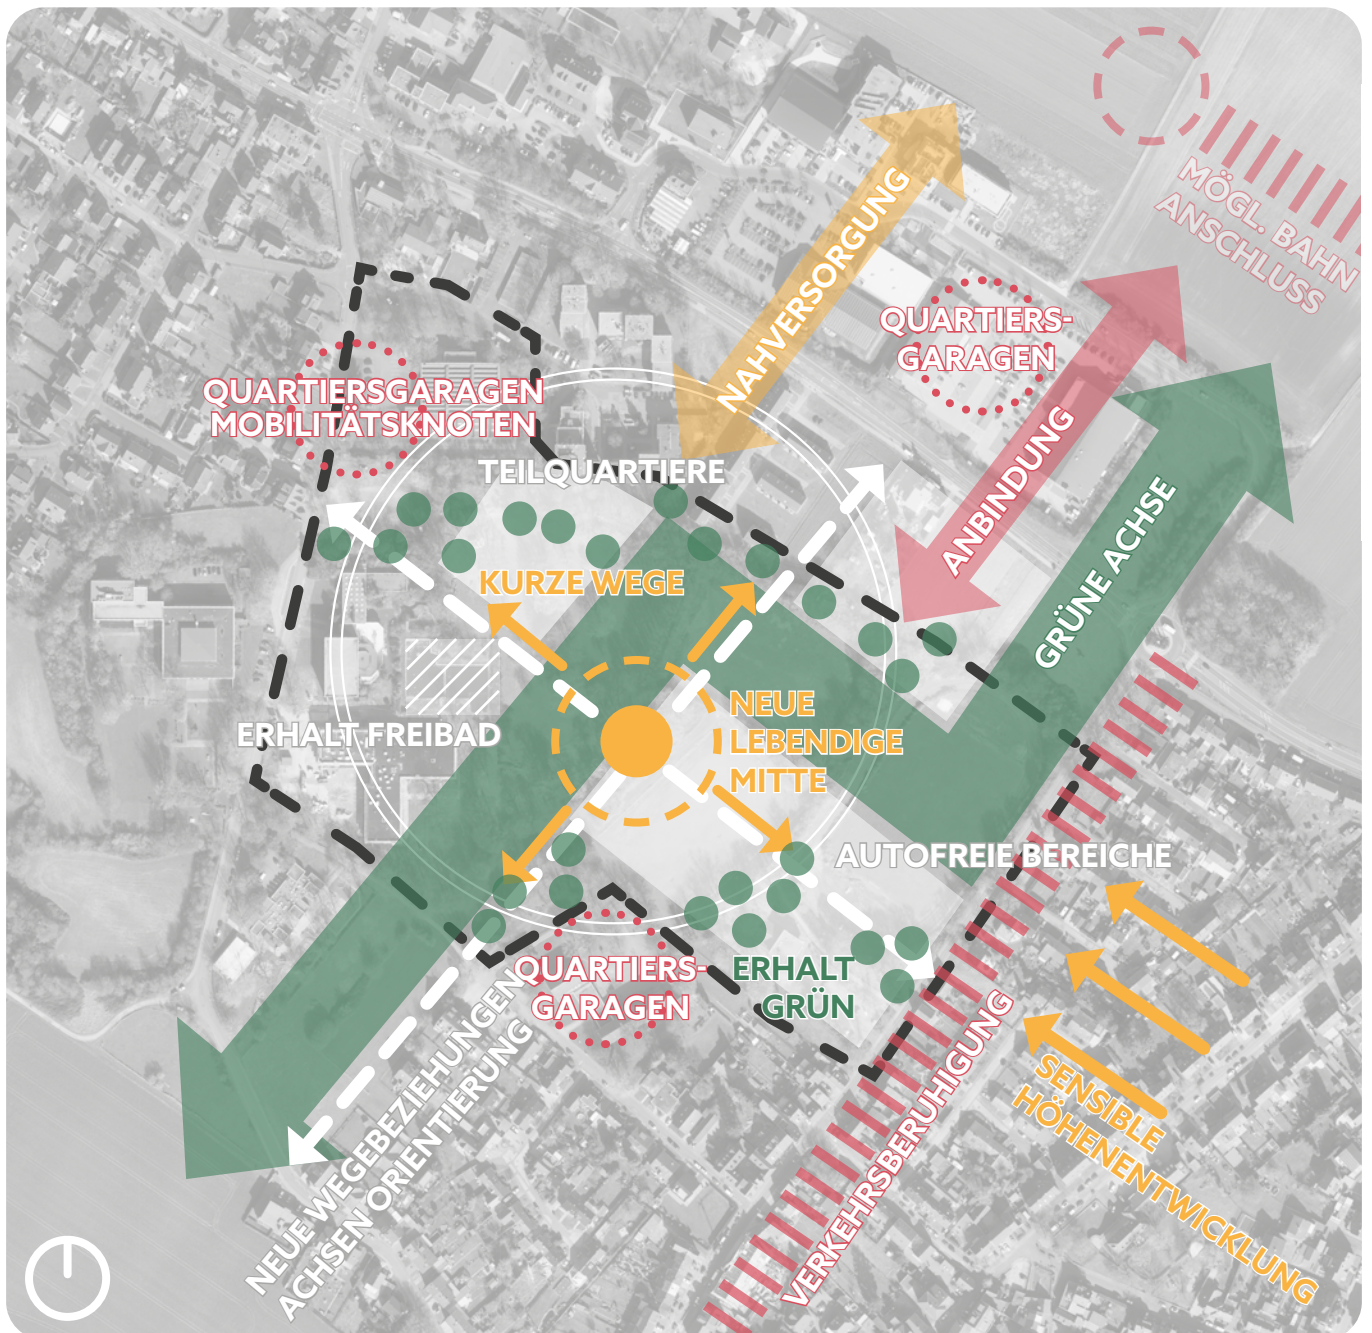 MÖGL. BAHN
ANSCHLUSS
NAHVERSORGUNG
QUARTIERS-
GARAGEN
QUARTIERSGARAGEN
MOBILITÄTSKNOTEN
TEILQUARTIERE
ANBINDUNG
GRÜNE ACHSE
KURZE WEGE
ERHALT FREIBAD
NEUE
LEBENDIGE
MITTE
AUTOFREIE BEREICHE
QUARTIERS-
GARAGEN
ERHALT
GRÜN
NEUE WEGEBEZIEHUNGEN
ACHSEN ORIENTIERUNG
VERKEHRSBERUHIGUNG
SENSIBLE
HÖHENENTWICKLUNG